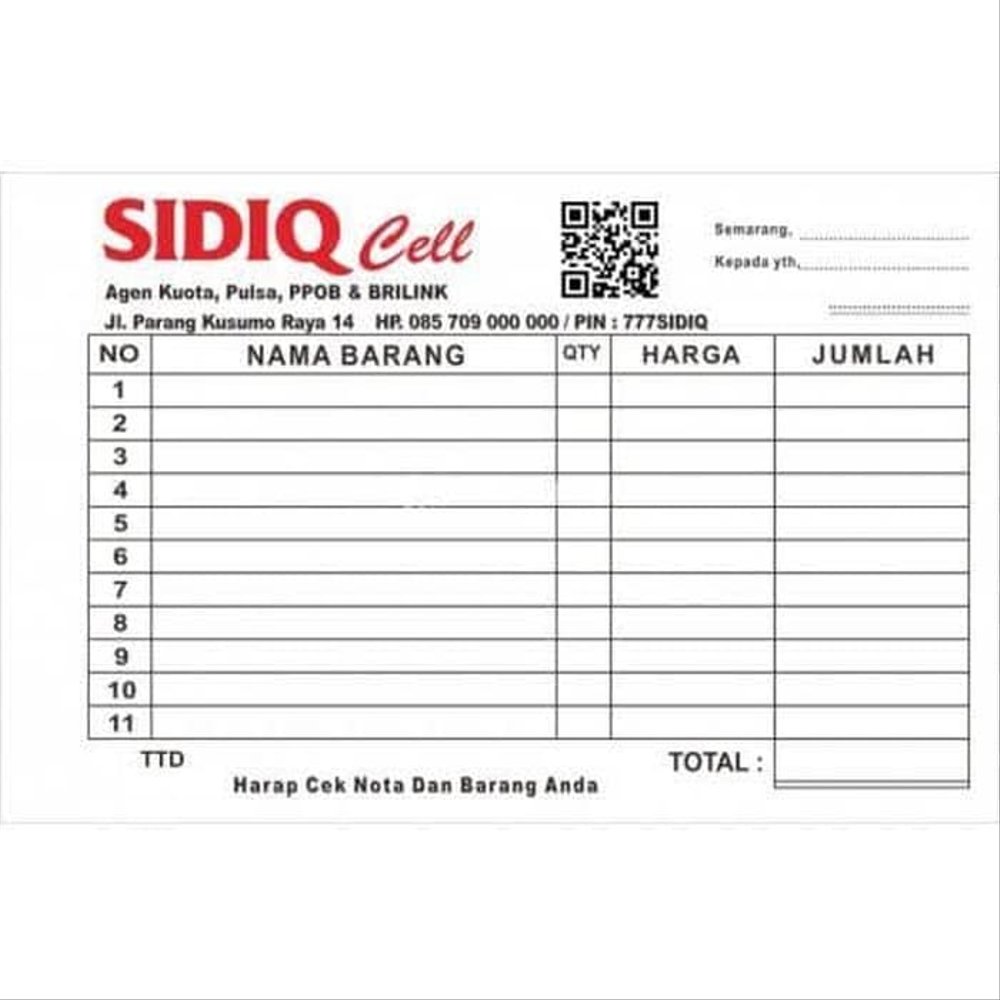 SIDIQ Cell
Agen Kuota, Pulsa, PPOB & BRILINK
Jl. Parang Kusumo Raya 14 HP. 085 709 000 000 / PIN : 777SIDIQ
Semarang,
Kepada yth,
NO NAMA BARANG QTY HARGA JUMLAH
1
2
3
4
5
6
7
8
9
10
11
TTD
TOTAL :
Harap Cek Nota Dan Barang Anda